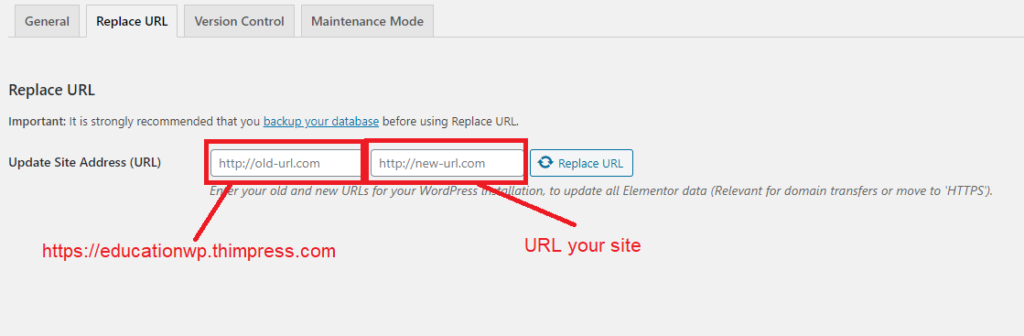 General Replace URL Version Control Maintenance Mode
Replace URL
Important: It is strongly recommended that you backup your database before using Replace URL.
Update Site Address (URL) http://old-url.com http://new-url.com Replace URL
Enter your old and new URLs for your WordPress installation, to update all Elementor data (Relevant for domain transfers or move to 'HTTPS').
https://educationwp.thimpress.com URL your site